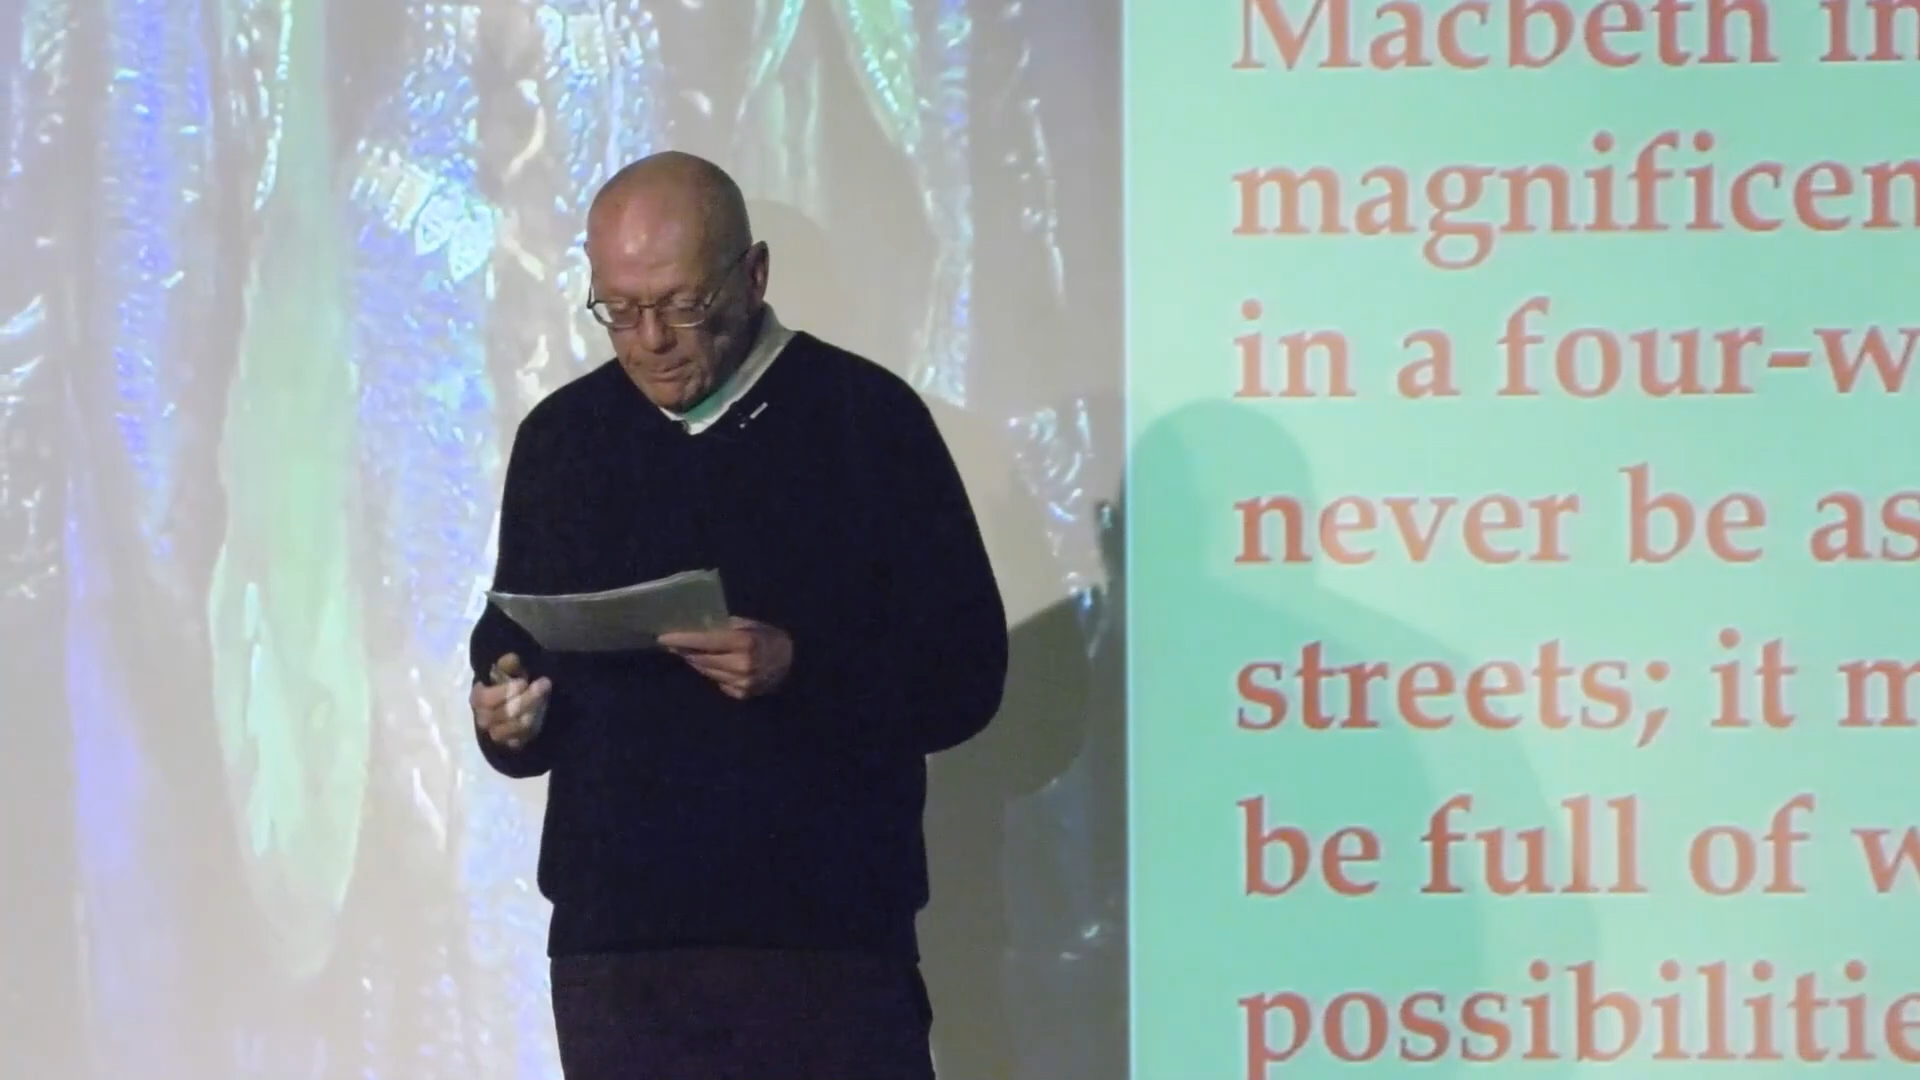 Macbeth in
magnificen
in a four-w
never be as
streets; it m
be full of w
possibilitie